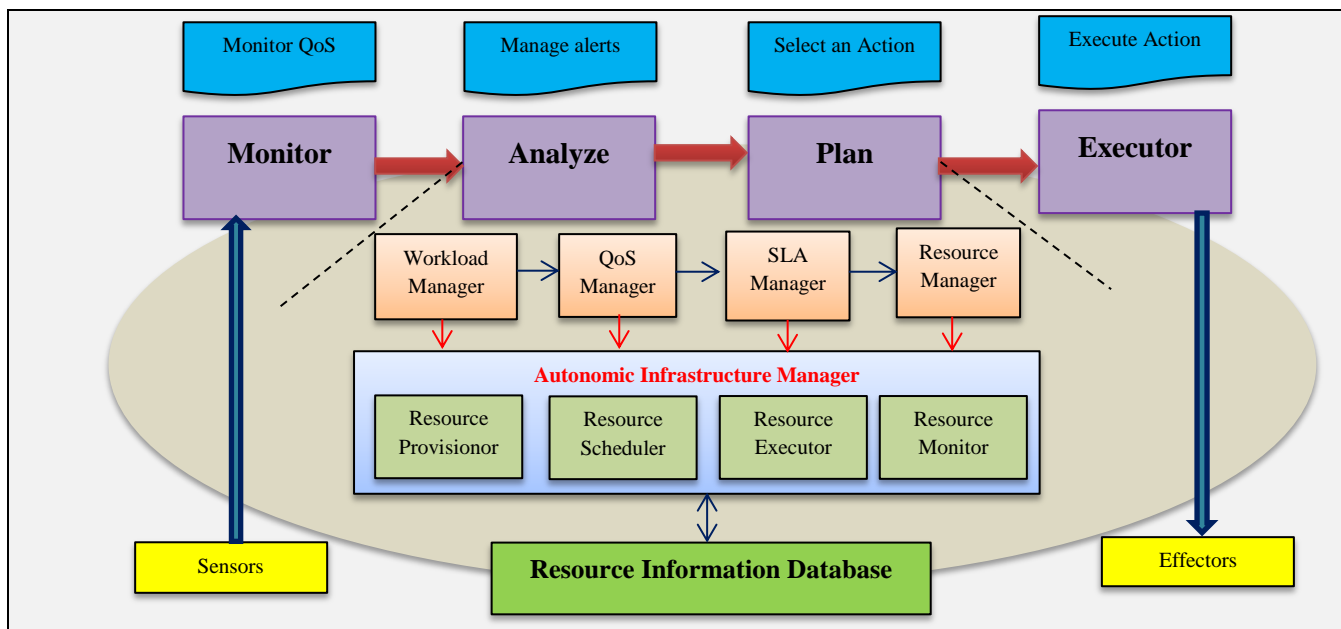 Monitor QoS
Manage alerts
Select an Action
Execute Action
Monitor
Analyze
Plan
Executor
Workload
Manager
QoS
Manager
SLA
Manager
Resource
Manager
Autonomic Infrastructure Manager
Resource
Provisionor
Resource
Scheduler
Resource
Executor
Resource
Monitor
Sensors
Resource Information Database
Effectors